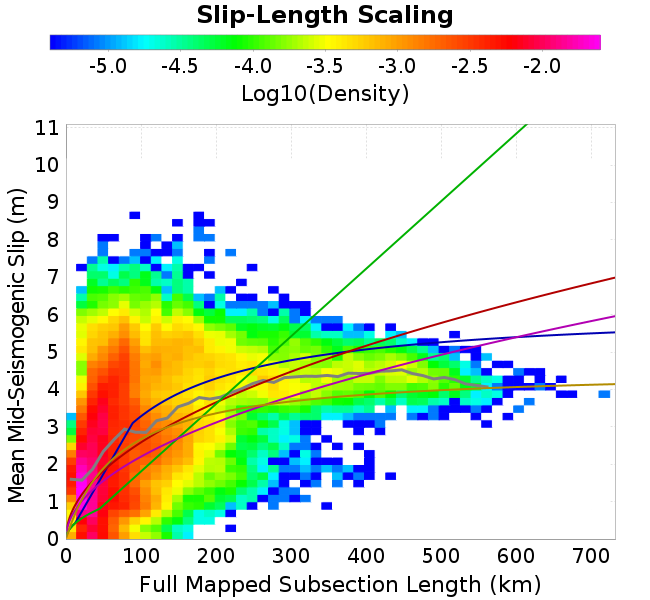 Slip-Length Scaling
-5.0 -4.5 -4.0 -3.5 -3.0 -2.5 -2.0
Log10(Density)
Mean Mid-Seismogenic Slip (m)
11
10
9
8
7
6
5
4
3
2
1
0
0 100 200 300 400 500 600 700
Full Mapped Subsection Length (km)